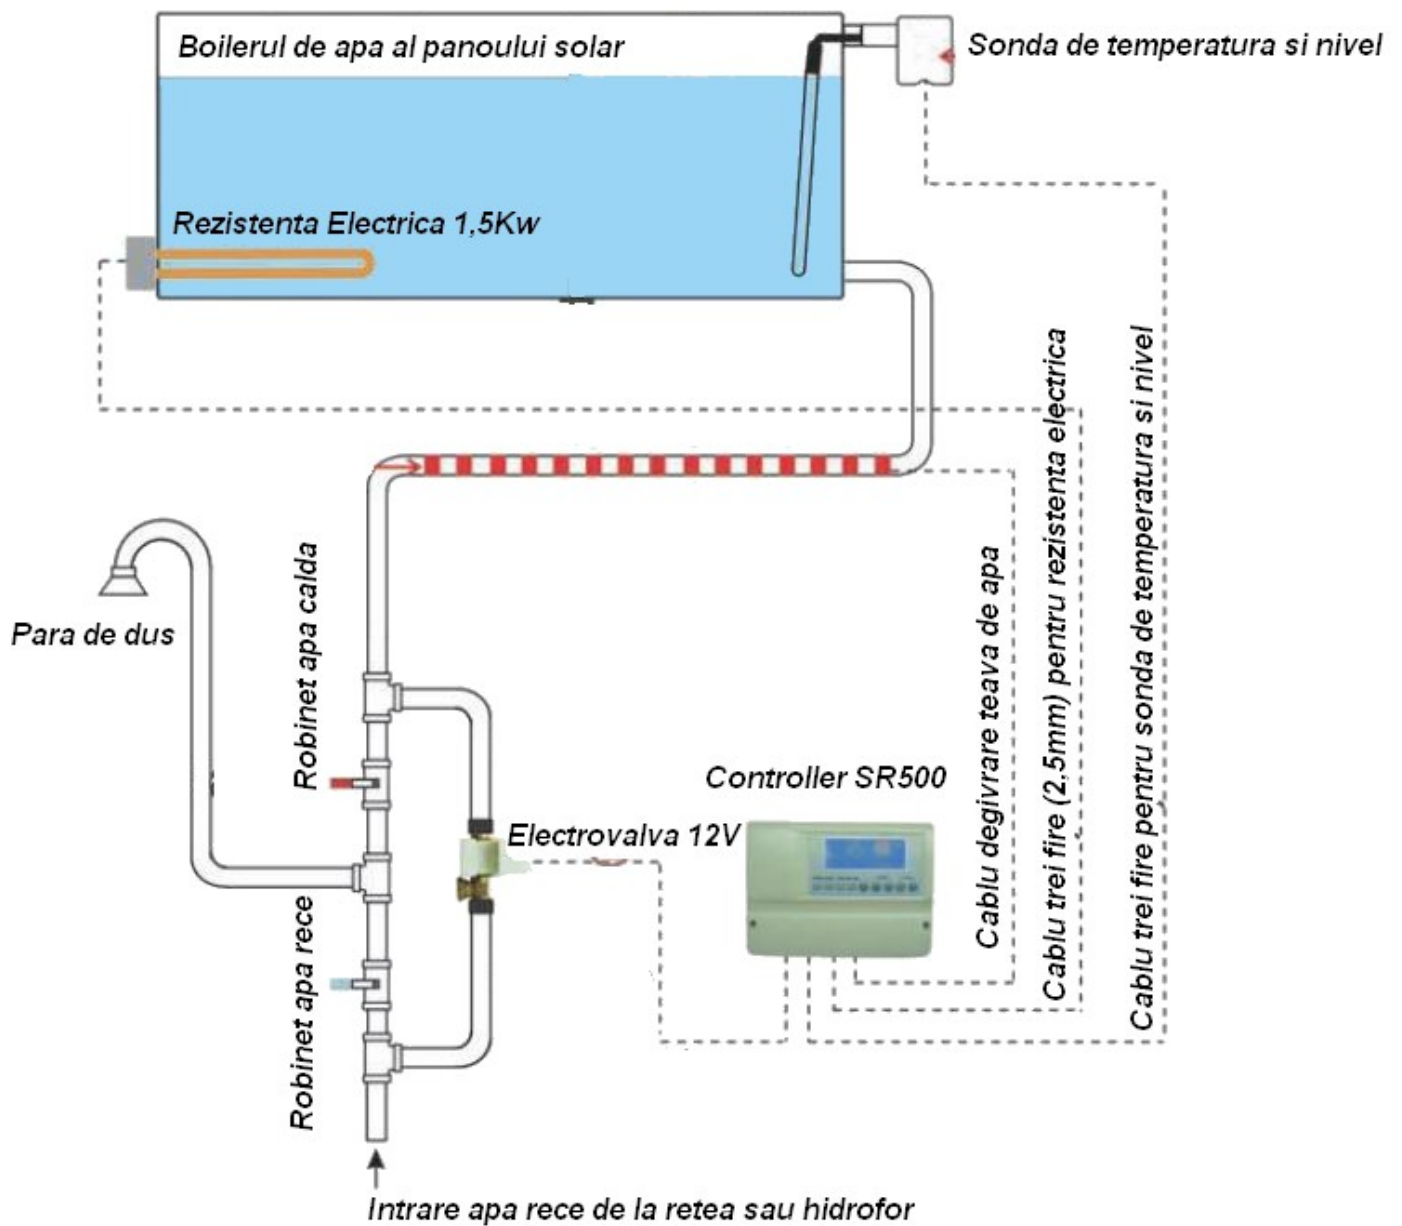 Boilerul de apa al panoului solar
Sonda de temperatura si nivel
Rezistenta Electrica 1,5Kw
Para de dus
Robinet apa calda
Robinet apa rece
Electrovalva 12V
Controller SR500
Cablu degivrare teava de apa
Cablu trei fire (2,5mm) pentru rezistenta electrica
Cablu trei fire pentru sonda de temperatura si nivel
Intrare apa rece de la retea sau hidrofor